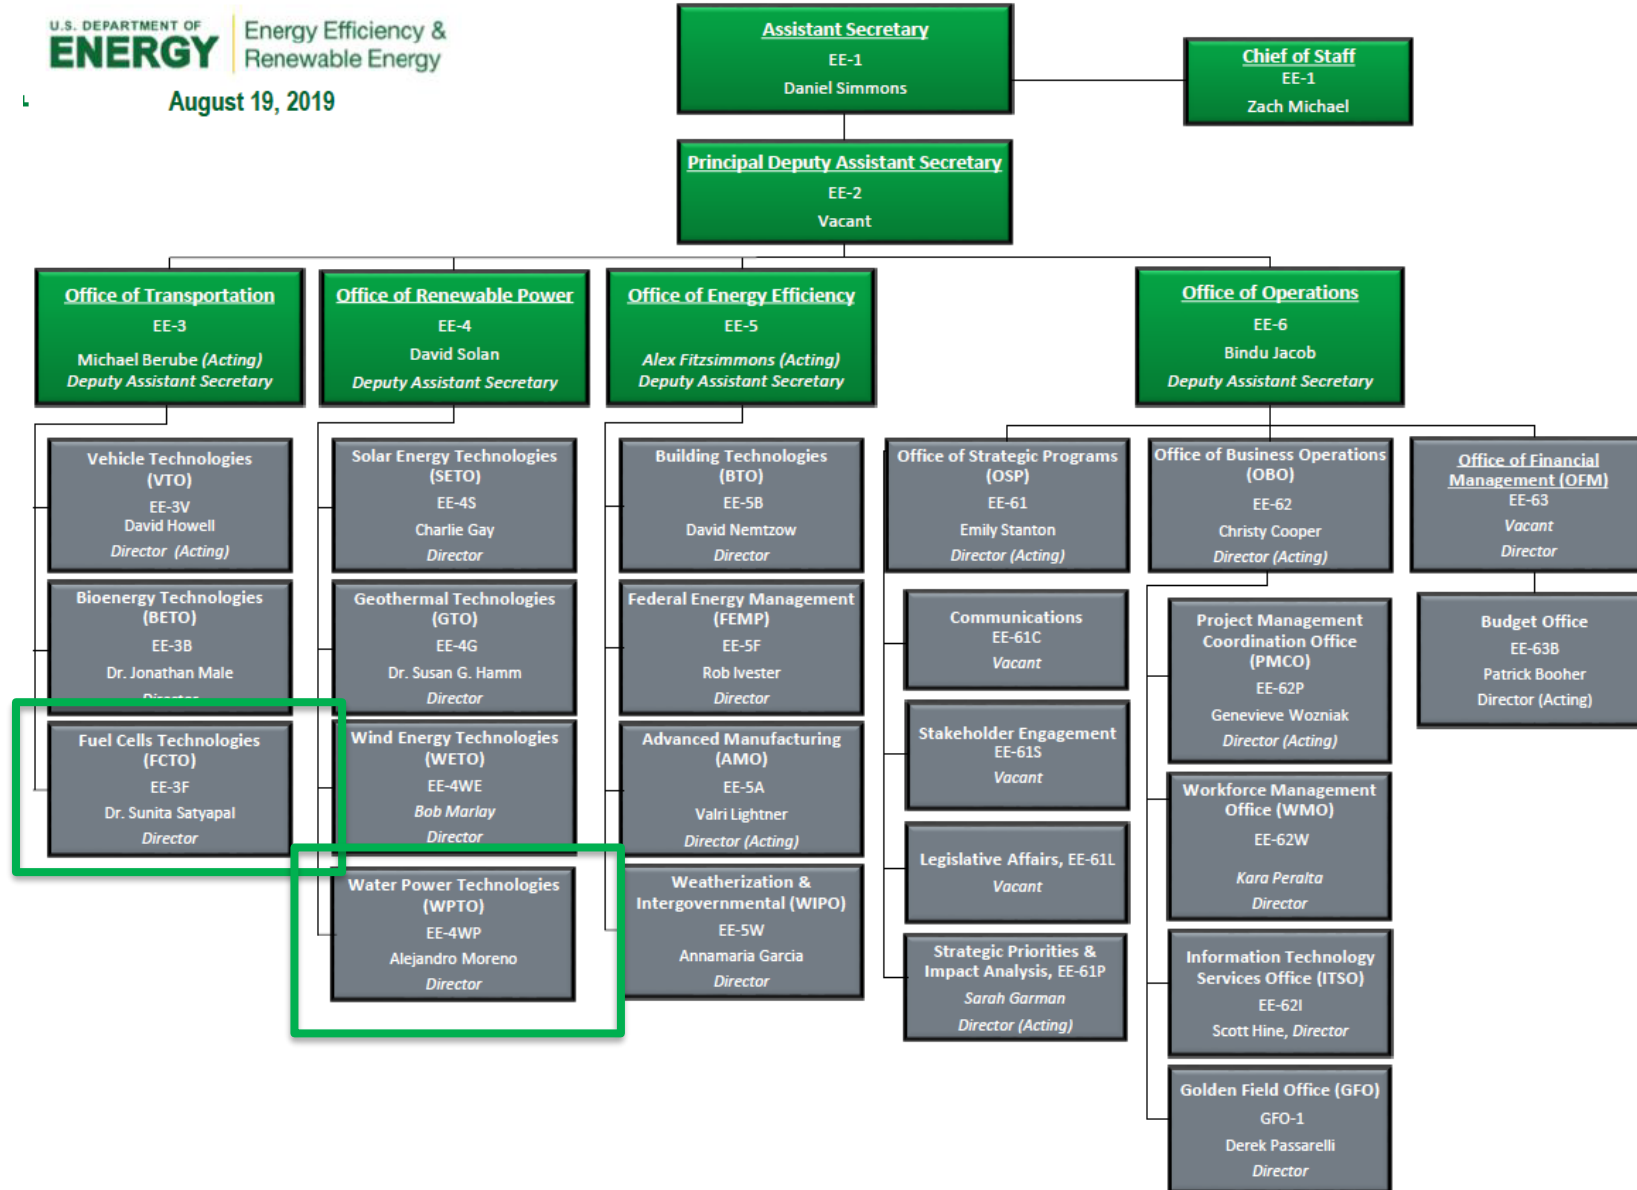 U.S. DEPARTMENT OF
ENERGY
Energy Efficiency &
Renewable Energy
August 19, 2019
Assistant Secretary
EE-1
Daniel Simmons
Chief of Staff
EE-1
Zach Michael
Principal Deputy Assistant Secretary
EE-2
Vacant
Office of Transportation
EE-3
Michael Berube (Acting)
Deputy Assistant Secretary
Office of Renewable Power
EE-4
David Solan
Deputy Assistant Secretary
Office of Energy Efficiency
EE-5
Alex Fitzsimmons (Acting)
Deputy Assistant Secretary
Office of Operations
EE-6
Bindu Jacob
Deputy Assistant Secretary
Vehicle Technologies
(VTO)
EE-3V
David Howell
Director (Acting)
Bioenergy Technologies
(BETO)
EE-3B
Dr. Jonathan Male
Director
Fuel Cells Technologies
(FCTO)
EE-3F
Dr. Sunita Satyapal
Director
Solar Energy Technologies
(SETO)
EE-4S
Charlie Gay
Director
Geothermal Technologies
(GTO)
EE-4G
Dr. Susan G. Hamm
Director
Wind Energy Technologies
(WETO)
EE-4WE
Bob Marlay
Director
Water Power Technologies
(WPTO)
EE-4WP
Alejandro Moreno
Director
Building Technologies
(BTO)
EE-5B
David Nemtzow
Director
Federal Energy Management
(FEMP)
EE-5F
Rob Ivester
Director
Advanced Manufacturing
(AMO)
EE-5A
Valri Lightner
Director (Acting)
Weatherization &
Intergovernmental (WIPO)
EE-5W
Annamaria Garcia
Director
Office of Strategic Programs
(OSP)
EE-61
Emily Stanton
Director (Acting)
Communications
EE-61C
Vacant
Stakeholder Engagement
EE-61S
Vacant
Legislative Affairs, EE-61L
Vacant
Strategic Priorities &
Impact Analysis, EE-61P
Sarah Garman
Director (Acting)
Office of Business Operations
(OBO)
EE-62
Christy Cooper
Director (Acting)
Project Management
Coordination Office
(PMCO)
EE-62P
Genevieve Wozniak
Director (Acting)
Workforce Management
Office (WMO)
EE-62W
Kara Peralta
Director
Information Technology
Services Office (ITSO)
EE-62I
Scott Hine, Director
Golden Field Office (GFO)
GFO-1
Derek Passarelli
Director
Office of Financial
Management (OFM)
EE-63
Vacant
Director
Budget Office
EE-63B
Patrick Booher
Director (Acting)